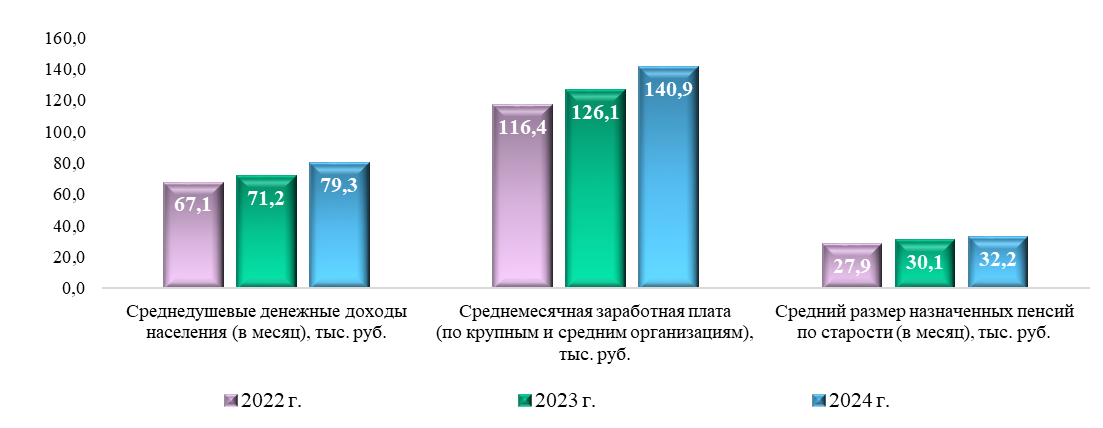 160,0
140,0
120,0
100,0
80,0
60,0
40,0
20,0
0,0
67,1
71,2
79,3
116,4
126,1
140,9
27,9
30,1
32,2
Среднедушевые денежные доходы
населения (в месяц), тыс. руб.
Среднемесячная заработная плата
(по крупным и средним организациям),
тыс. руб.
Средний размер назначенных пенсий
по старости (в месяц), тыс. руб.
2022 г.
2023 г.
2024 г.